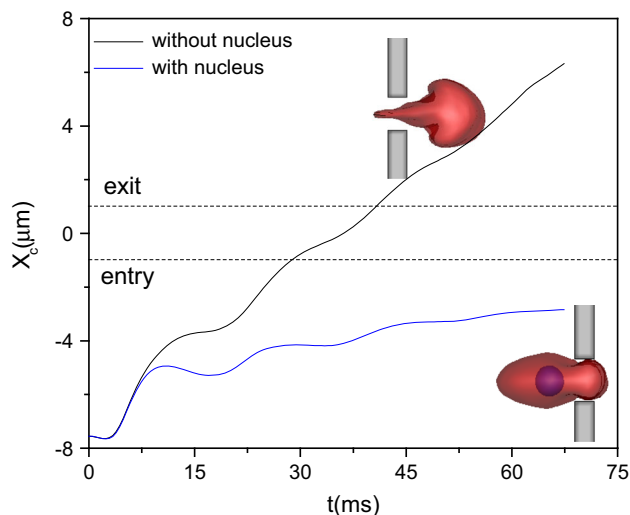 without nucleus
with nucleus
exit
entry
X_c(μm)
8
4
0
-4
-8
0
15
30
45
60
75
t(ms)